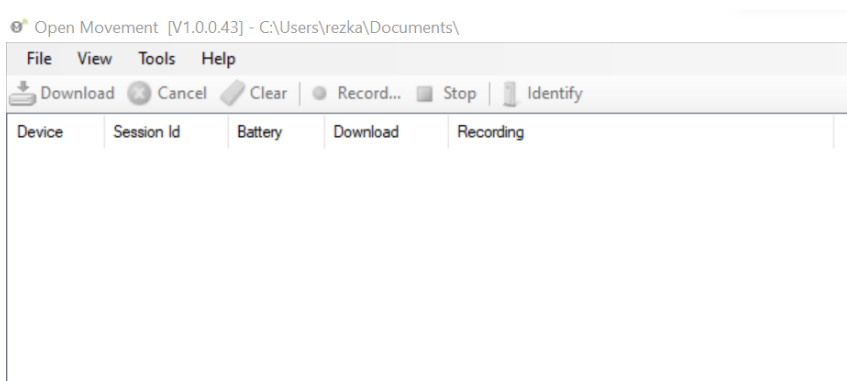 Open Movement [V1.0.0.43] - C:\Users\rezka\Documents\
File View Tools Help
Download Cancel Clear Record... Stop Identify
Device Session Id Battery Download Recording